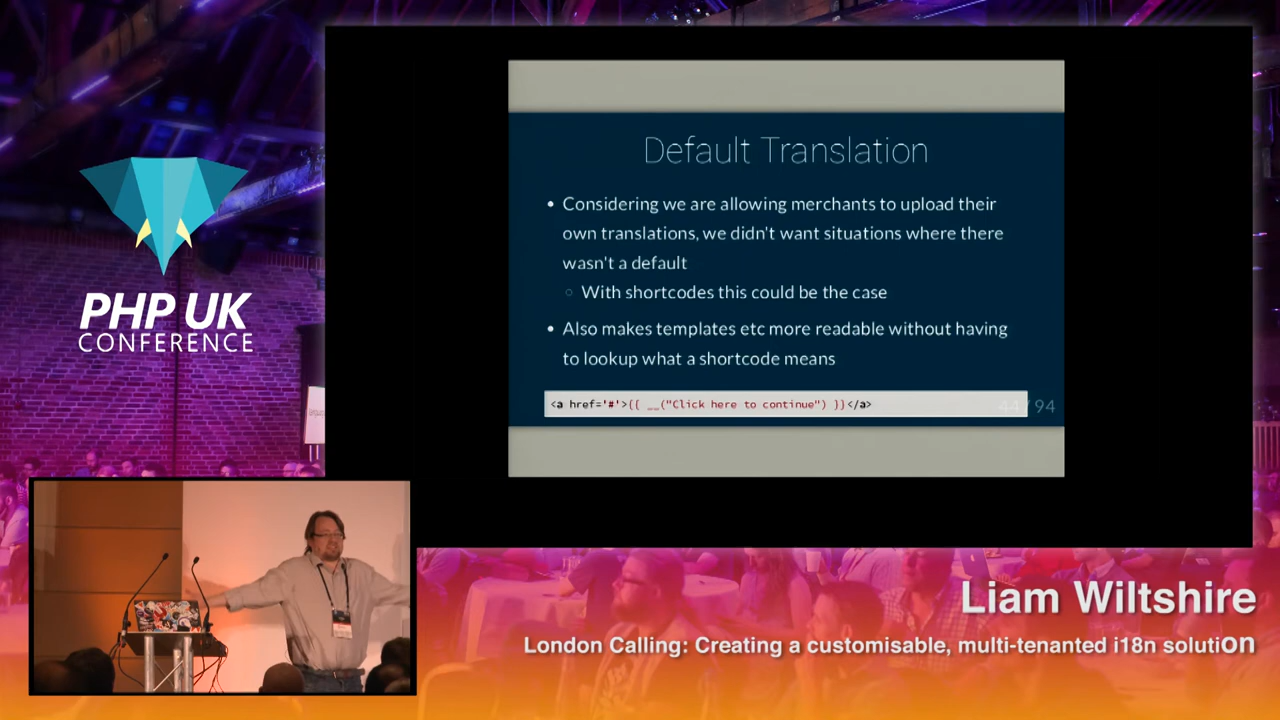 PHP UK
CONFERENCE
Default Translation
• Considering we are allowing merchants to upload their
own translations, we didn't want situations where there
wasn't a default
○ With shortcodes this could be the case
• Also makes templates etc more readable without having
to lookup what a shortcode means
<a href='#'>{{ __("Click here to continue") }}</a>
44/94
Liam Wiltshire
London Calling: Creating a customisable, multi-tenanted i18n solution